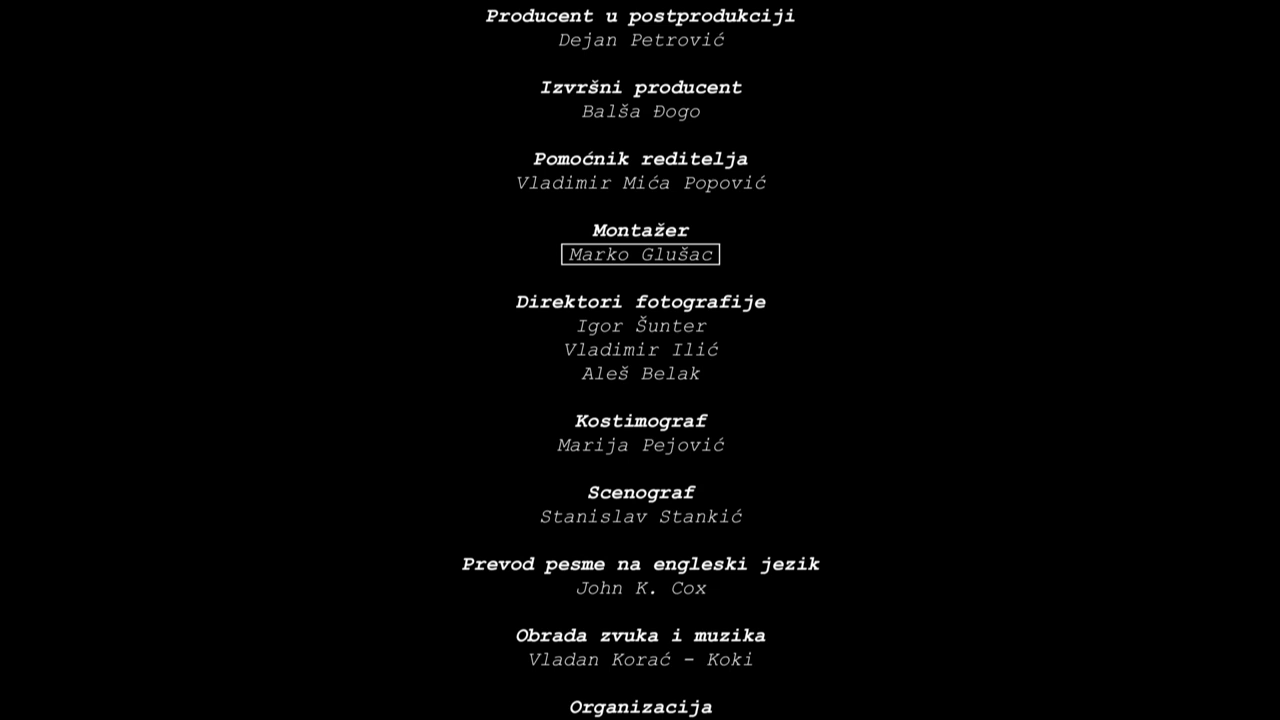 Producent u postprodukciji
Dejan Petrović
Izvršni producent
Balša Đogo
Pomoćnik reditelja
Vladimir Mića Popović
Montažer
Marko Glušac
Direktori fotografije
Igor Šunter
Vladimir Ilić
Aleš Belak
Kostimograf
Marija Pejović
Scenograf
Stanislav Stankić
Prevod pesme na engleski jezik
John K. Cox
Obrada zvuka i muzika
Vladan Korać - Koki
Organizacija